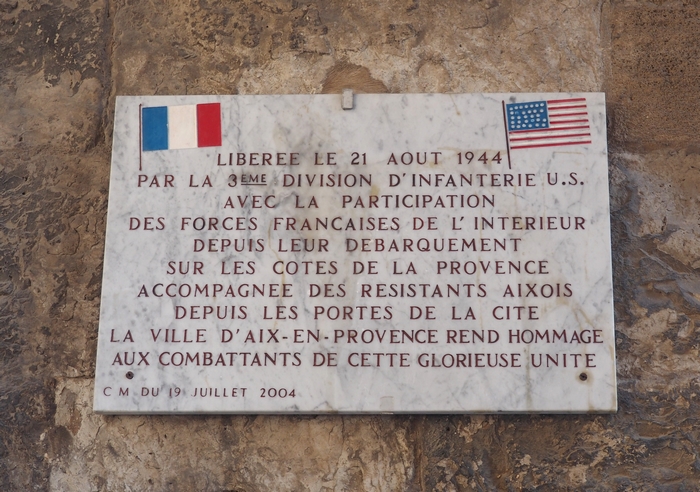 LIBEREE LE 21 AOUT 1944
PAR LA 3EME DIVISION D'INFANTERIE U.S.
AVEC LA PARTICIPATION
DES FORCES FRANCAISES DE L'INTERIEUR
DEPUIS LEUR DEBARQUEMENT
SUR LES COTES DE LA PROVENCE
ACCOMPAGNEE DES RESISTANTS AIXOIS
DEPUIS LES PORTES DE LA CITE
LA VILLE D'AIX-EN-PROVENCE REND HOMMAGE
AUX COMBATTANTS DE CETTE GLORIEUSE UNITE
C M DU 19 JUILLET 2004